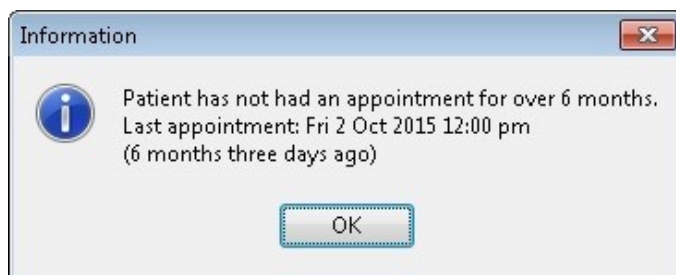 Information
Patient has not had an appointment for over 6 months.
Last appointment: Fri 2 Oct 2015 12:00 pm
(6 months three days ago)
OK